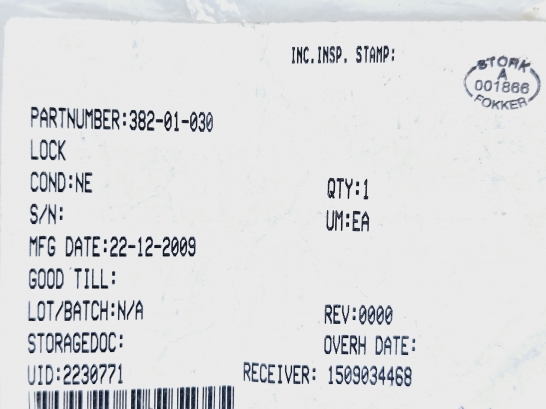 INC.INSP. STAMP:
STORK
A
001866
FOKKER
PARTNUMBER:382-01-030
LOCK
COND:NE QTY:1
S/N: UM:EA
MFG DATE:22-12-2009
GOOD TILL:
LOT/BATCH:N/A REV:0000
STORAGEDOC: OVERH DATE:
UID:2230771 RECEIVER: 1509034468